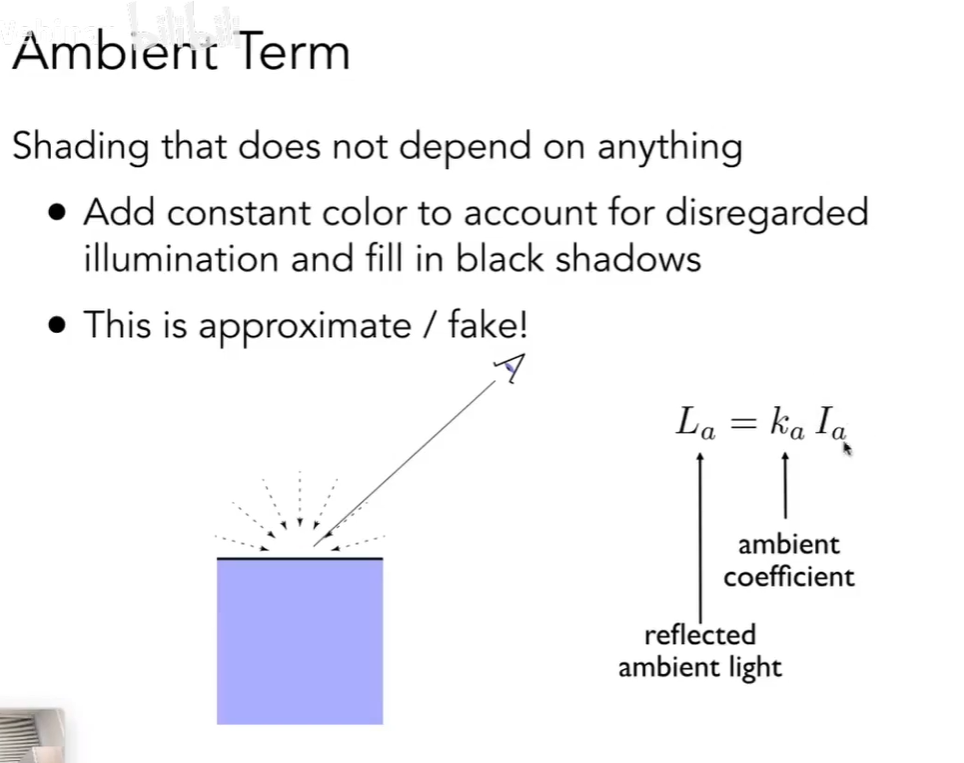 Ambient Term
Shading that does not depend on anything
• Add constant color to account for disregarded
illumination and fill in black shadows
• This is approximate / fake!
L_a = k_a I_a
ambient
coefficient
reflected
ambient light
bilibili